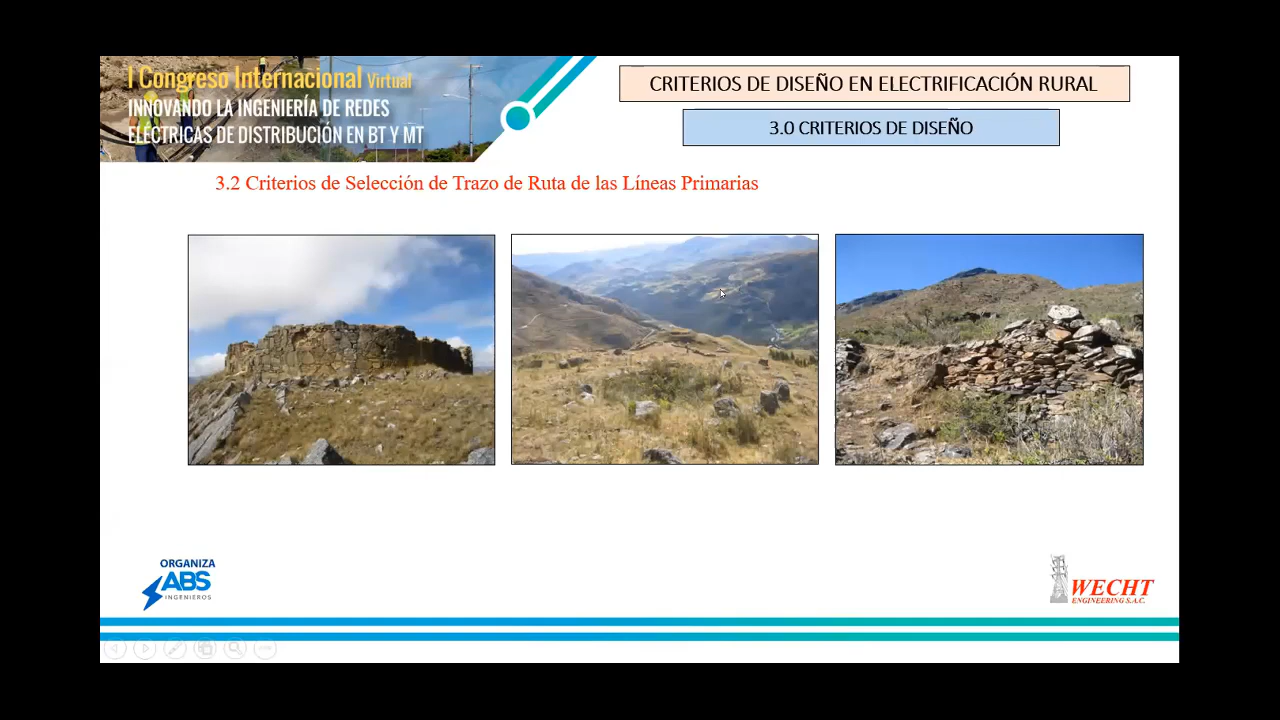 I Congreso Internacional Virtual
INNOVANDO LA INGENIERÍA DE REDES
ELÉCTRICAS DE DISTRIBUCIÓN EN BT Y MT
CRITERIOS DE DISEÑO EN ELECTRIFICACIÓN RURAL
3.0 CRITERIOS DE DISEÑO
3.2 Criterios de Selección de Trazo de Ruta de las Líneas Primarias
ORGANIZA
ABS
INGENIEROS
WECHT
ENGINEERING S.A.C.